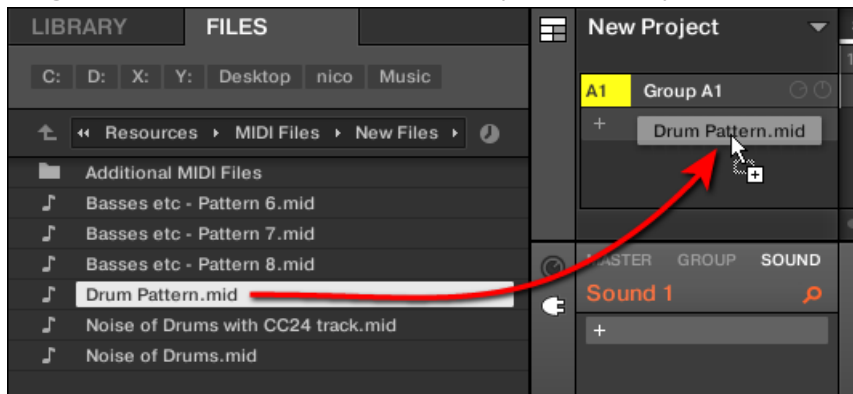 LIBRARY FILES
C: D: X: Y: Desktop nico Music
Resources MIDI Files New Files
Additional MIDI Files
Basses etc - Pattern 6.mid
Basses etc - Pattern 7.mid
Basses etc - Pattern 8.mid
Drum Pattern.mid
Noise of Drums with CC24 track.mid
Noise of Drums.mid
New Project
A1 Group A1
+ Drum Pattern.mid
MASTER GROUP SOUND
Sound 1
+